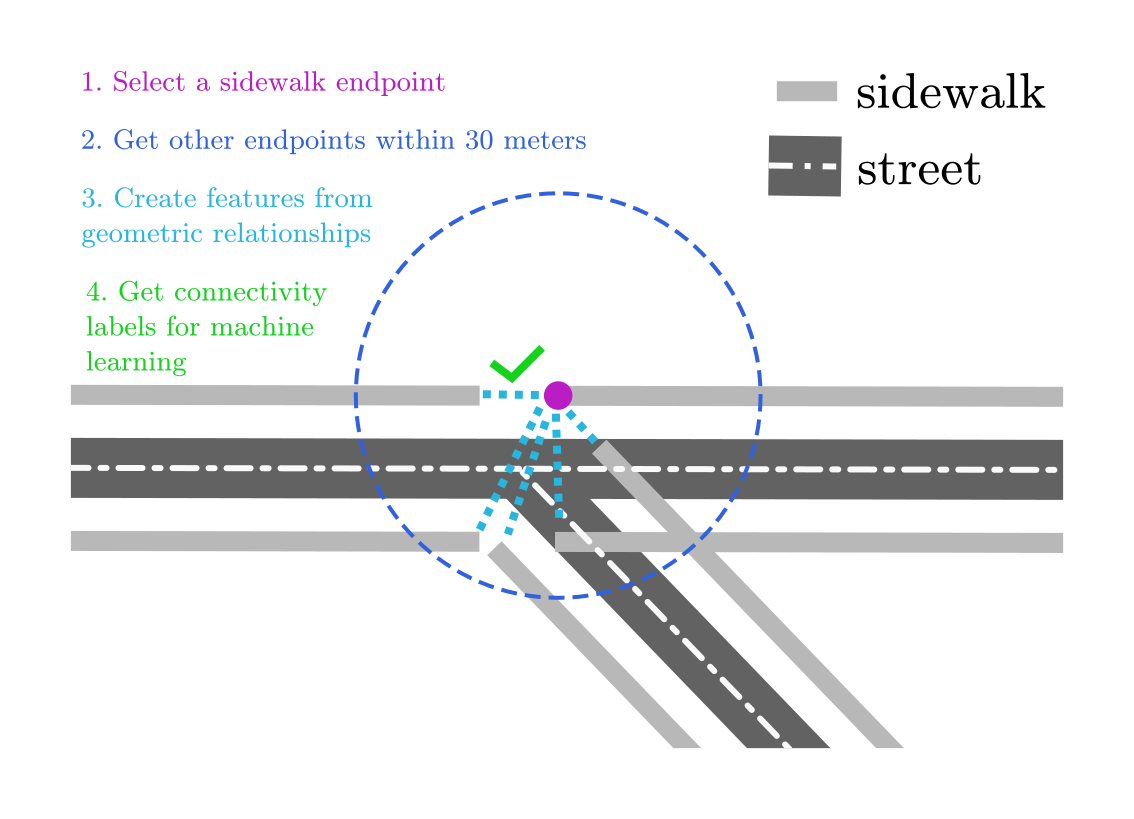 1. Select a sidewalk endpoint
2. Get other endpoints within 30 meters
3. Create features from
geometric relationships
4. Get connectivity
labels for machine
learning
sidewalk
street